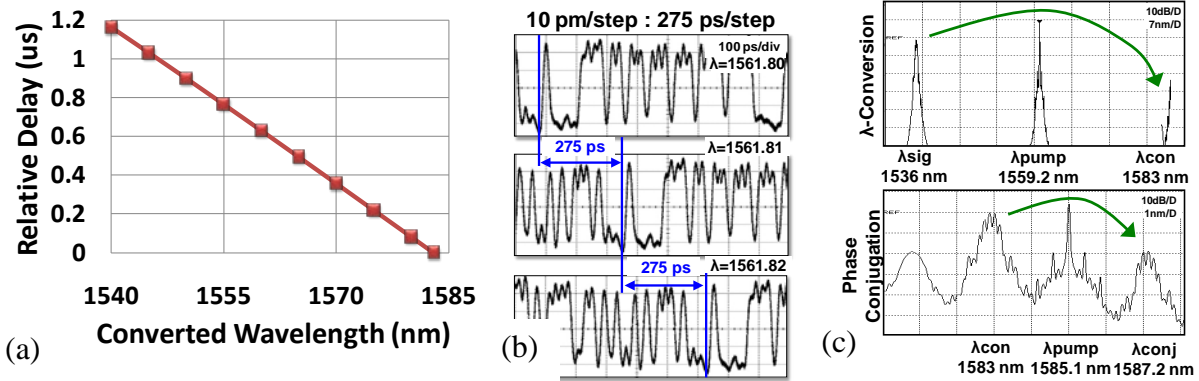 Relative Delay (us)
1.2
1
0.8
0.6
0.4
0.2
0
1540 1555 1570 1585
Converted Wavelength (nm)
(a)
10 pm/step : 275 ps/step
100 ps/div
λ=1561.80
275 ps
λ=1561.81
275 ps
λ=1561.82
(b)
λ-Conversion
10dB/D
7nm/D
REF
λsig λpump λcon
1536 nm 1559.2 nm 1583 nm
Phase
Conjugation
10dB/D
1nm/D
REF
λcon λpump λconj
1583 nm 1585.1 nm 1587.2 nm
(c)